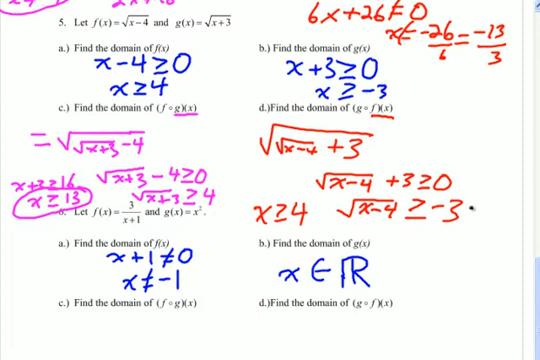 6x+26≠0
x≠ -26/6 = -13/3
5. Let f(x)=√x−4 and g(x)=√x+3
a.) Find the domain of f(x)
b.) Find the domain of g(x)
x-4≥0
x+3≥0
x≥4
x≥-3
c.) Find the domain of (f∘g)(x)
d.)Find the domain of (g∘f)(x)
=√√x+3 -4
√√x-4 +3
x+3≥16
√x+3 -4≥0
√x-4 +3≥0
x≥13
√x+3≥4
x≥4
√x-4 ≥-3
6. Let f(x)= 3/x+1 and g(x)=x².
a.) Find the domain of f(x)
b.) Find the domain of g(x)
x+1≠0
x≠-1
x∈ℝ
c.) Find the domain of (f∘g)(x)
d.)Find the domain of (g∘f)(x)